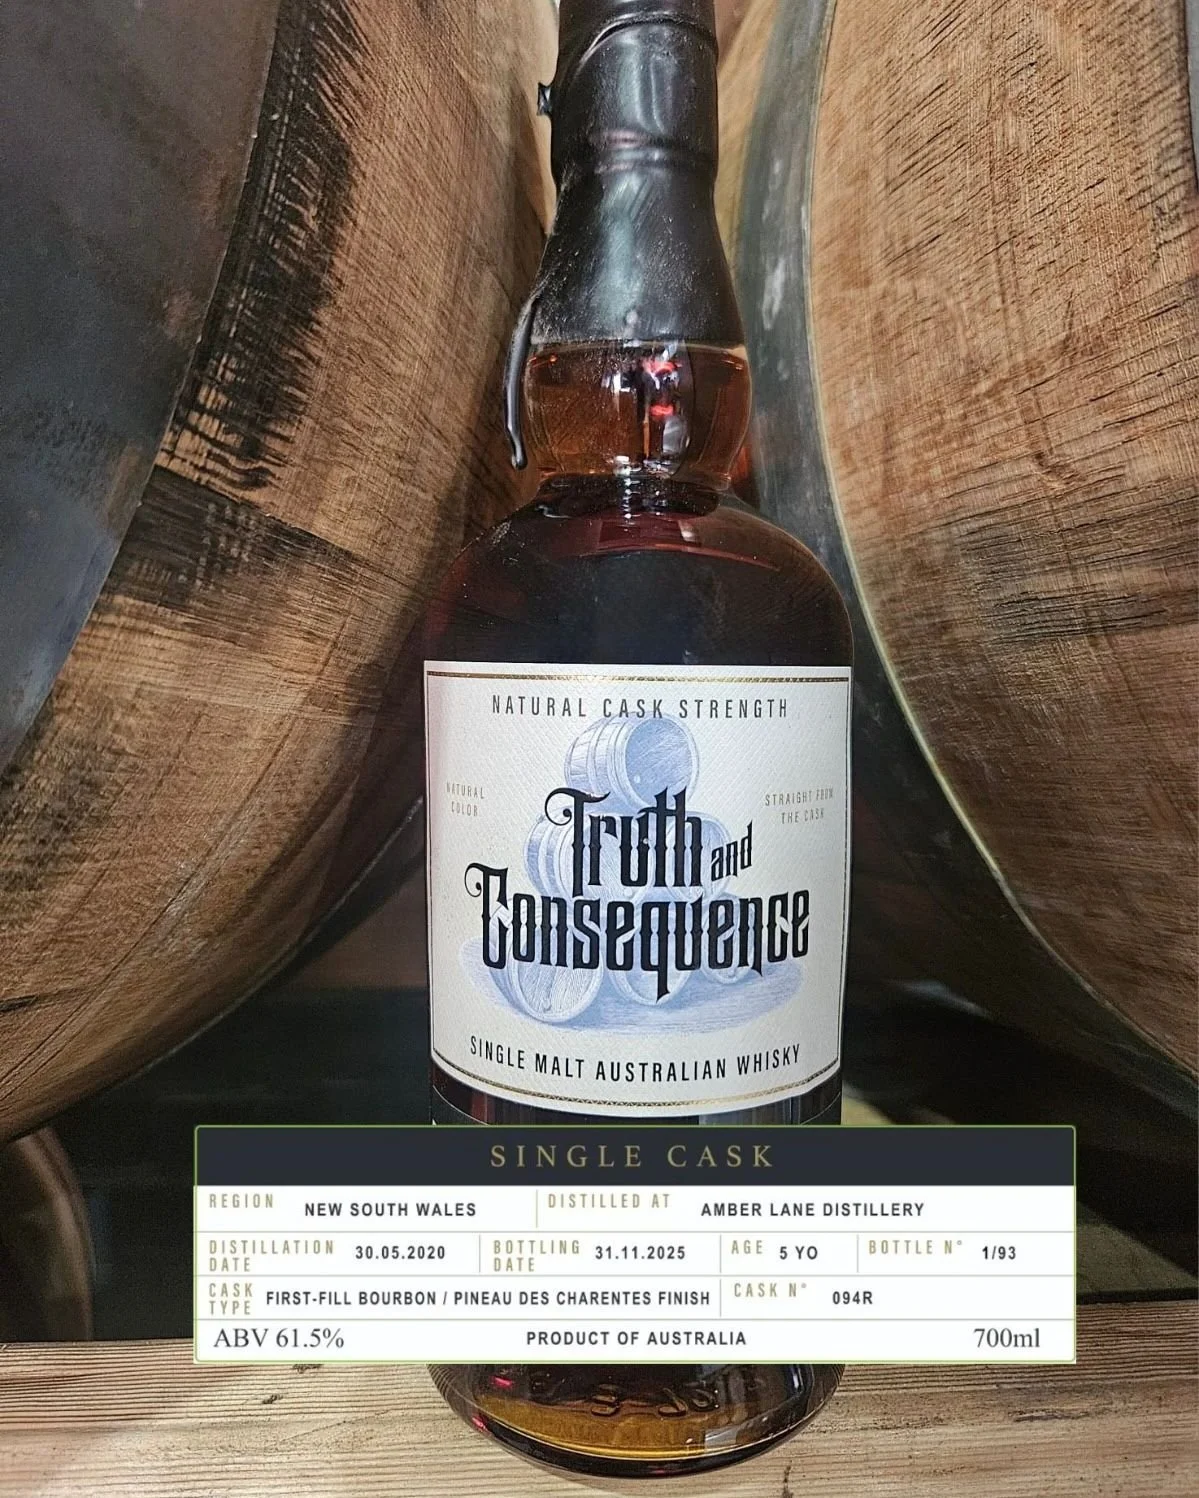 NATURAL CASK STRENGTH
NATURAL
COLOR
STRAIGHT FROM
THE CASK
Truth and
Consequence
SINGLE MALT AUSTRALIAN WHISKY
SINGLE CASK
REGION NEW SOUTH WALES DISTILLED AT AMBER LANE DISTILLERY
DISTILLATION DATE 30.05.2020 BOTTLING DATE 31.11.2025 AGE 5 YO BOTTLE N° 1/93
CASK TYPE FIRST-FILL BOURBON / PINEAU DES CHARENTES FINISH CASK N° 094R
ABV 61.5% PRODUCT OF AUSTRALIA 700ml